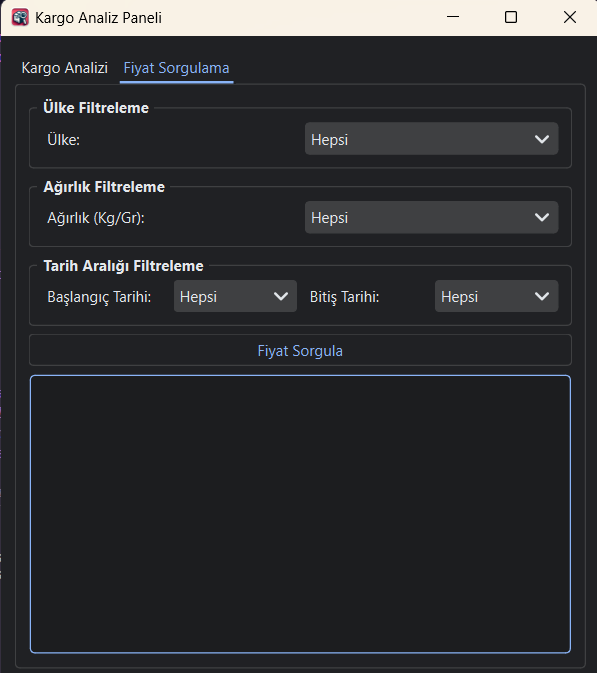 Kargo Analiz Paneli
Kargo Analizi Fiyat Sorgulama
Ülke Filtreleme
Ülke: Hepsi
Ağırlık Filtreleme
Ağırlık (Kg/Gr): Hepsi
Tarih Aralığı Filtreleme
Başlangıç Tarihi: Hepsi Bitiş Tarihi: Hepsi
Fiyat Sorgula